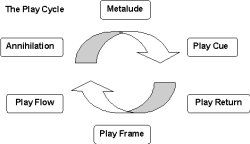 The Play Cycle
Metalude
Annihilation
Play Cue
Play Flow
Play Return
Play Frame